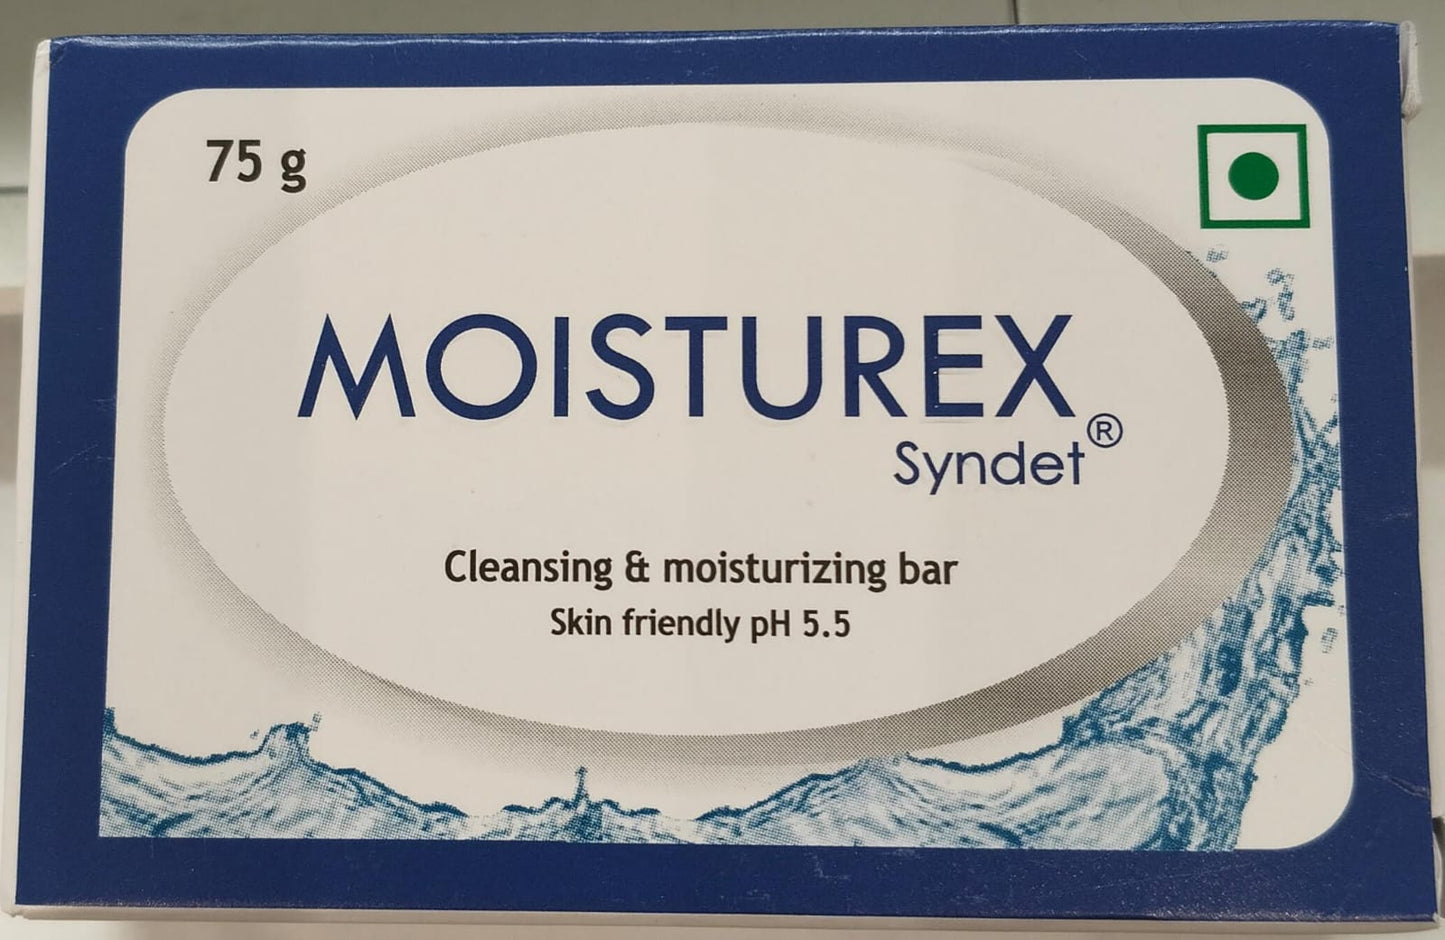 75 g
MOISTUREX
Syndet®
Cleansing & moisturizing bar
Skin friendly pH 5.5